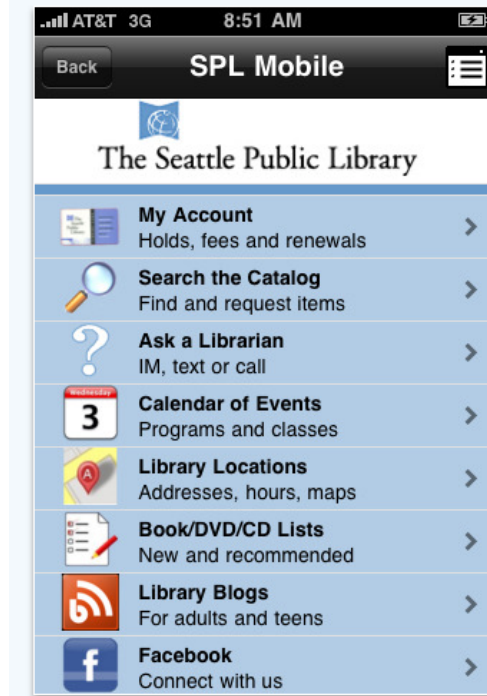 AT&T 3G 8:51 AM
Back SPL Mobile
The Seattle Public Library
My Account
Holds, fees and renewals
Search the Catalog
Find and request items
Ask a Librarian
IM, text or call
Wednesday
3
Calendar of Events
Programs and classes
A
Library Locations
Addresses, hours, maps
Book/DVD/CD Lists
New and recommended
Library Blogs
For adults and teens
f
Facebook
Connect with us